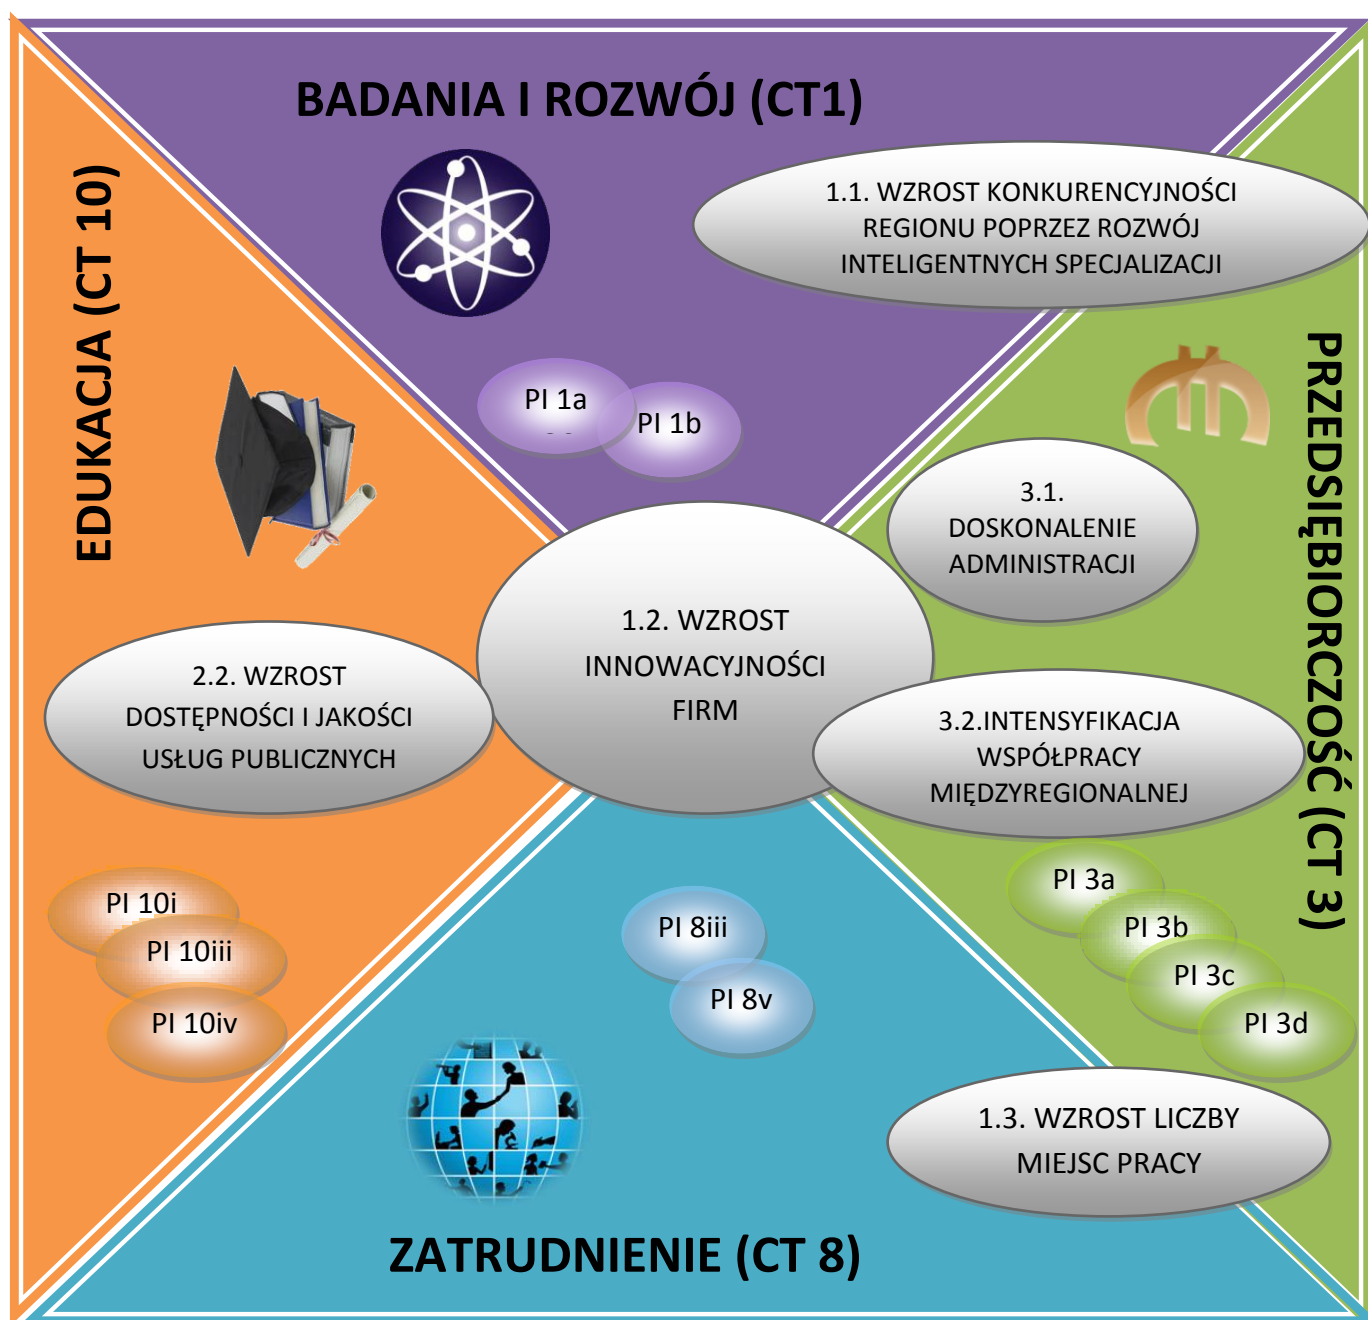 BADANIA I ROZWÓJ (CT1)
1.1. WZROST KONKURENCYJNOŚCI
REGIONU POPRZEZ ROZWÓJ
INTELIGENTNYCH SPECJALIZACJI
EDUKACJA (CT 10)
PRZEDSIĘBIORCZOŚĆ (CT 3)
PI 1a
PI 1b
3.1.
DOSKONALENIE
ADMINISTRACJI
1.2. WZROST
INNOWACYJNOŚCI
FIRM
2.2. WZROST
DOSTĘPNOŚCI I JAKOŚCI
USŁUG PUBLICZNYCH
3.2.INTENSYFIKACJA
WSPÓŁPRACY
MIĘDZYREGIONALNEJ
PI 10i
PI 10iii
PI 10iv
PI 8iii
PI 8v
PI 3a
PI 3b
PI 3c
PI 3d
1.3. WZROST LICZBY
MIEJSC PRACY
ZATRUDNIENIE (CT 8)